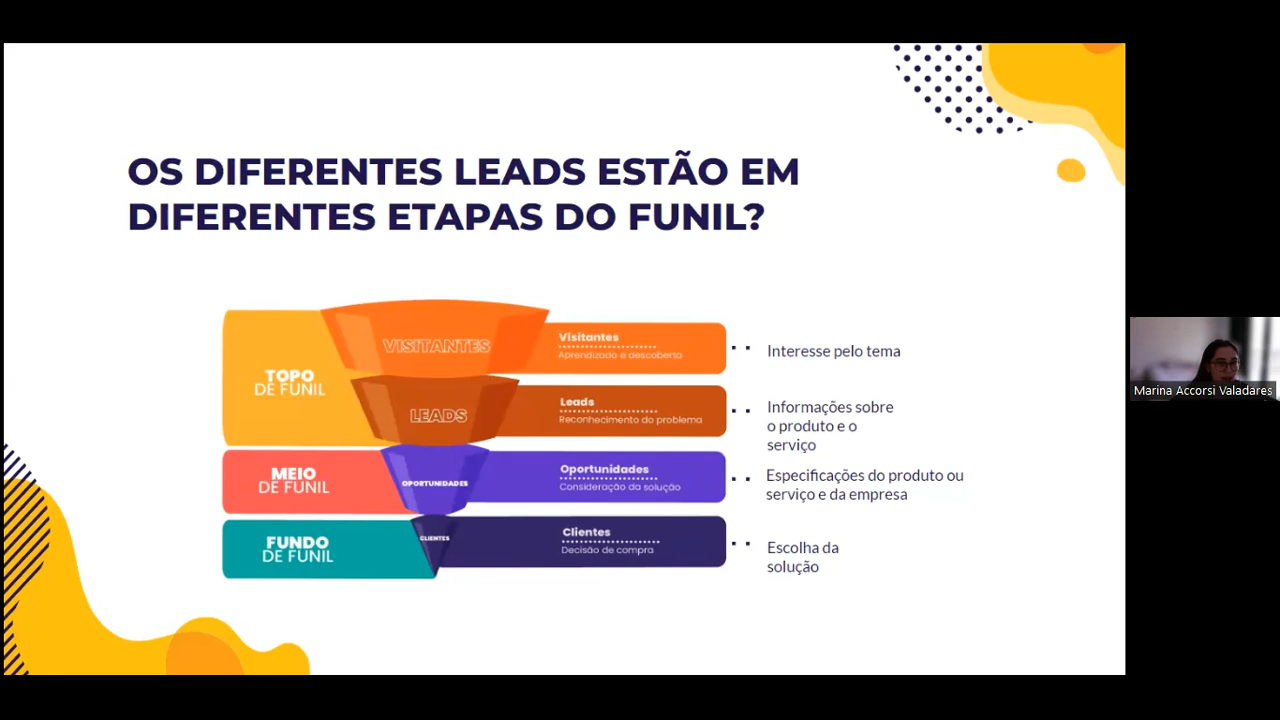 OS DIFERENTES LEADS ESTÃO EM
DIFERENTES ETAPAS DO FUNIL?
TOPO
DE FUNIL
VISITANTES
Visitantes
Aprendizado e descoberta
Interesse pelo tema
LEADS
Leads
Reconhecimento do problema
Informações sobre
o produto e o
serviço
MEIO
DE FUNIL
OPORTUNIDADES
Oportunidades
Consideração da solução
Especificações do produto ou
serviço e da empresa
FUNDO
DE FUNIL
CLIENTES
Clientes
Decisão de compra
Escolha da
solução
Marina Accorsi Valadares